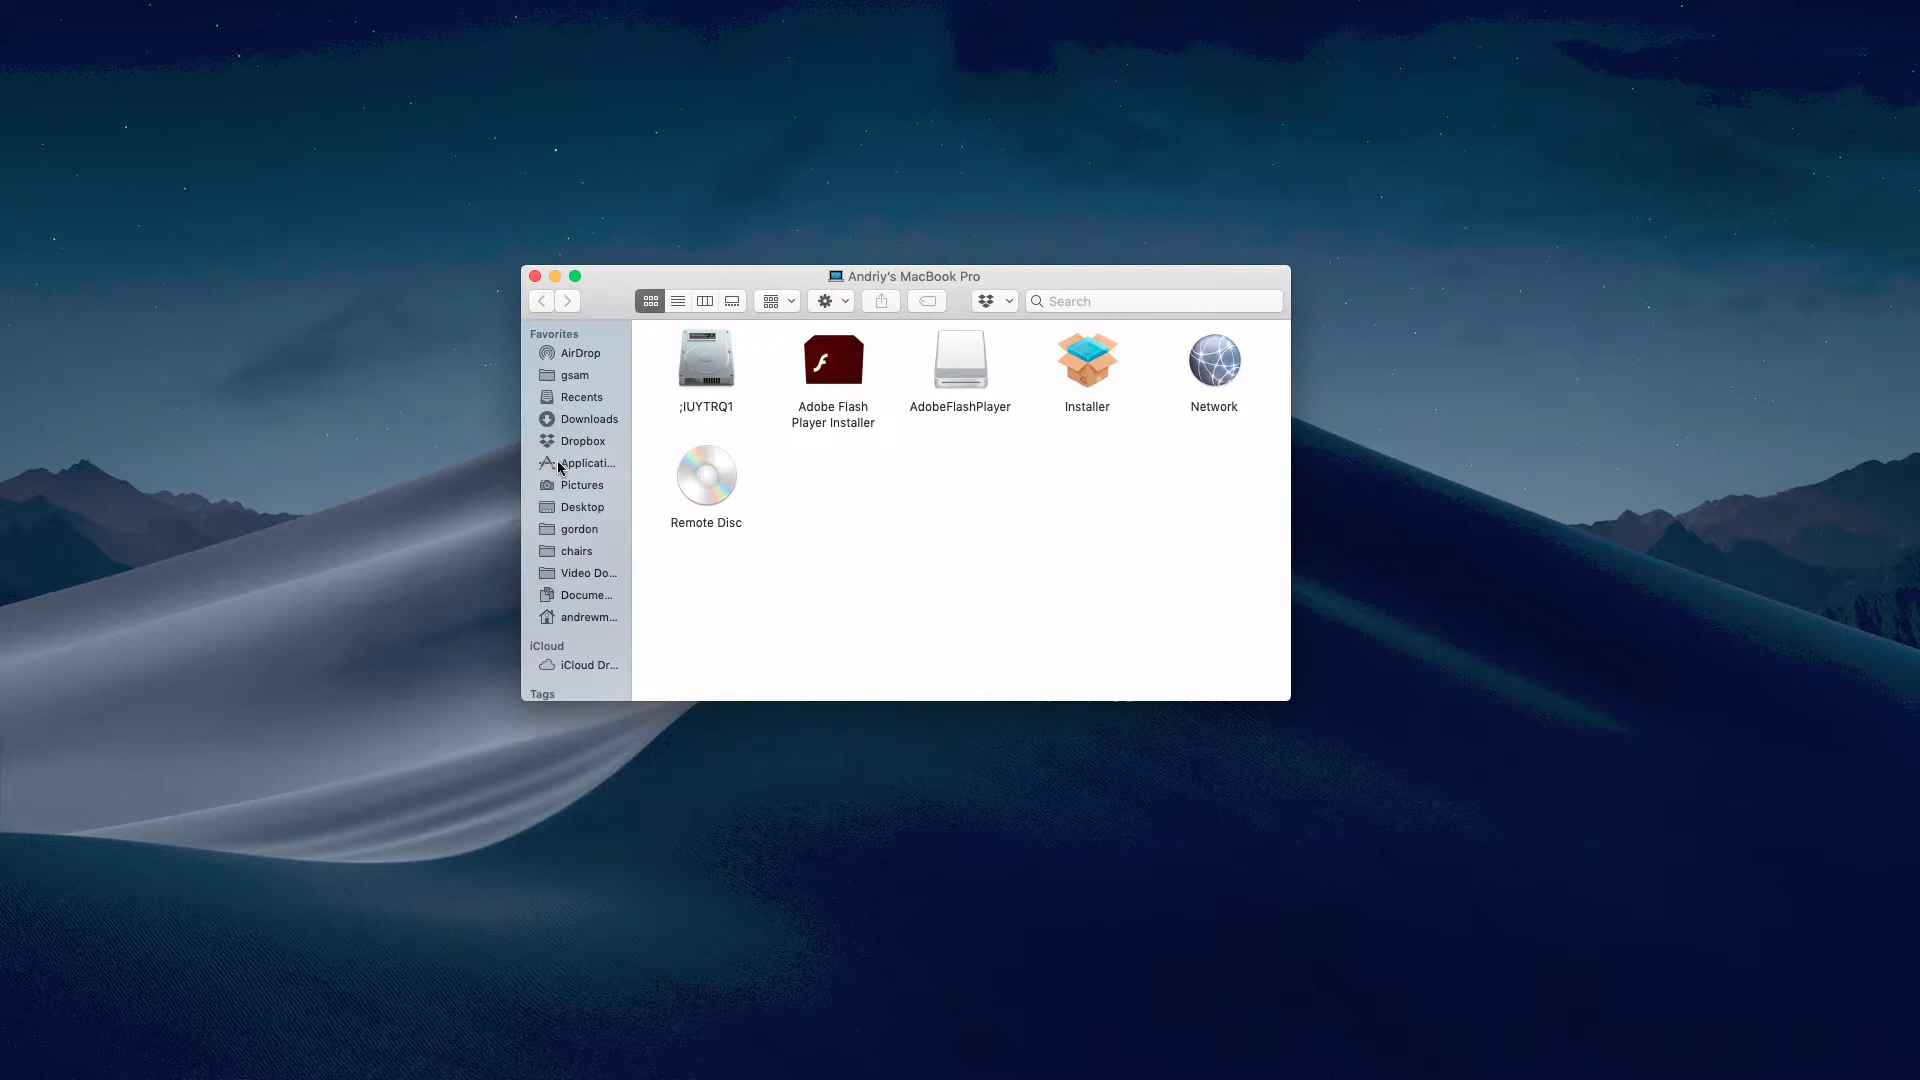 Andriy's MacBook Pro
Search
Favorites
AirDrop
gsam
Recents
Downloads
Dropbox
Applicati...
Pictures
Desktop
gordon
chairs
Video Do...
Docume...
andrewm...
iCloud
iCloud Dr...
Tags
;IUYTRQ1
Adobe Flash
Player Installer
AdobeFlashPlayer
Installer
Network
Remote Disc